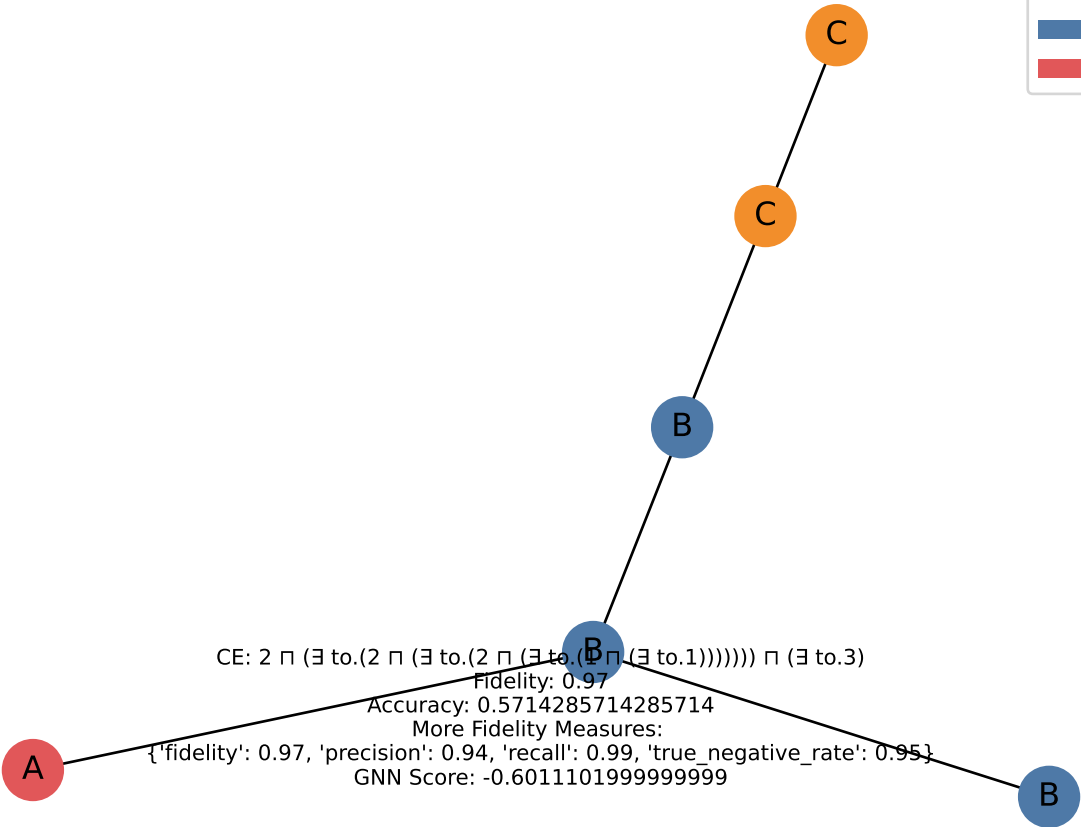 C
C
B
B
CE: 2 ⊓ (∃ to.(2 ⊓ (∃ to.(2 ⊓ (∃ to.(1 ⊓ (∃ to.1))))))) ⊓ (∃ to.3)
Fidelity: 0.97
Accuracy: 0.5714285714285714
More Fidelity Measures:
{'fidelity': 0.97, 'precision': 0.94, 'recall': 0.99, 'true_negative_rate': 0.95}
A
GNN Score: -0.6011101999999999
B